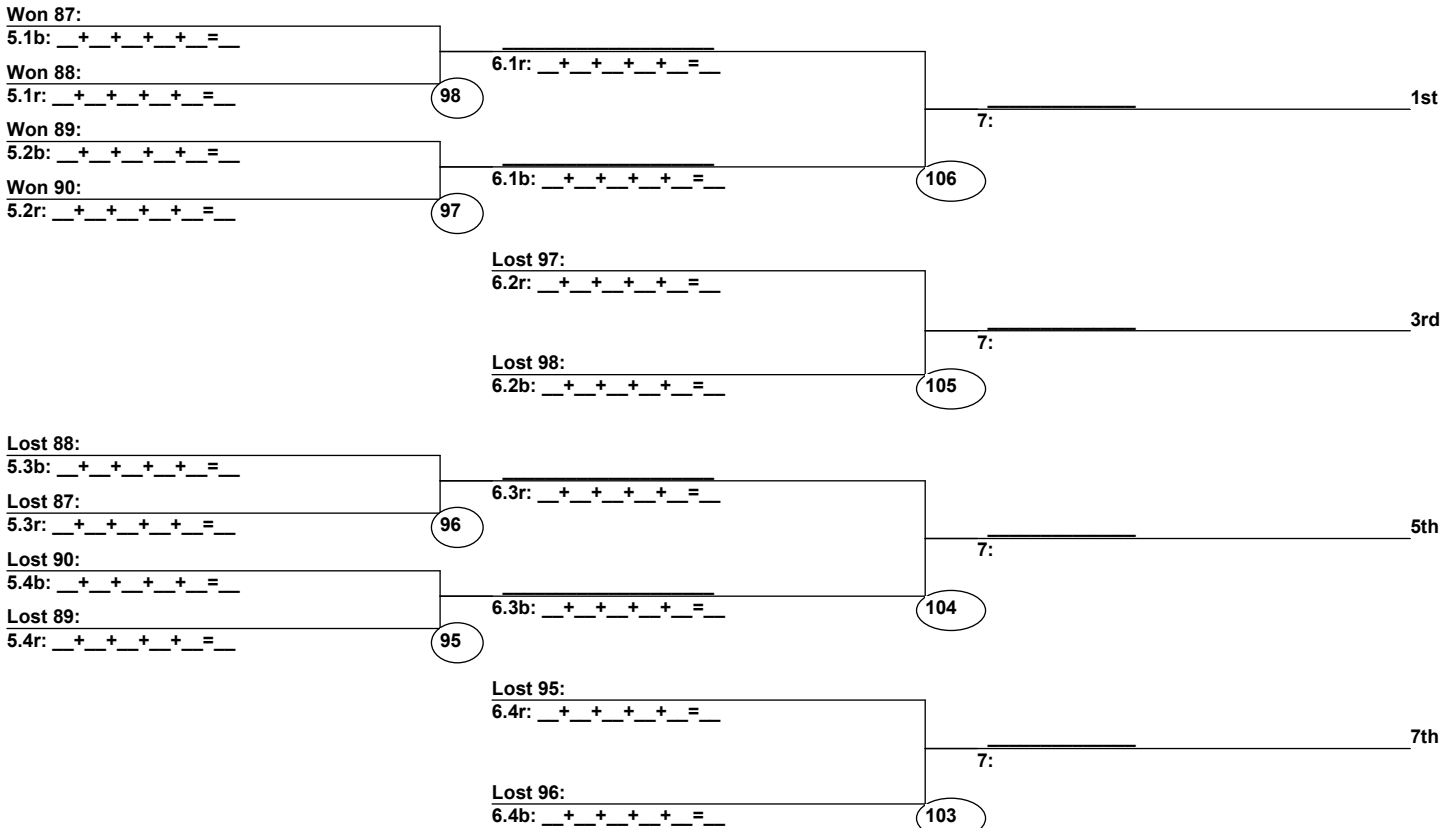 Won 87:
5.1b: __+__+__+__+__=__
____________________
6.1r: __+__+__+__+__=__
Won 88:
5.1r: __+__+__+__+__=__
98
______________
1st
7:
Won 89:
5.2b: __+__+__+__+__=__
____________________
6.1b: __+__+__+__+__=__
106
Won 90:
5.2r: __+__+__+__+__=__
97
Lost 97:
6.2r: __+__+__+__+__=__
______________
3rd
7:
Lost 98:
6.2b: __+__+__+__+__=__
105
Lost 88:
5.3b: __+__+__+__+__=__
____________________
6.3r: __+__+__+__+__=__
Lost 87:
5.3r: __+__+__+__+__=__
96
______________
5th
7:
Lost 90:
5.4b: __+__+__+__+__=__
____________________
6.3b: __+__+__+__+__=__
104
Lost 89:
5.4r: __+__+__+__+__=__
95
Lost 95:
6.4r: __+__+__+__+__=__
______________
7th
7:
Lost 96:
6.4b: __+__+__+__+__=__
103